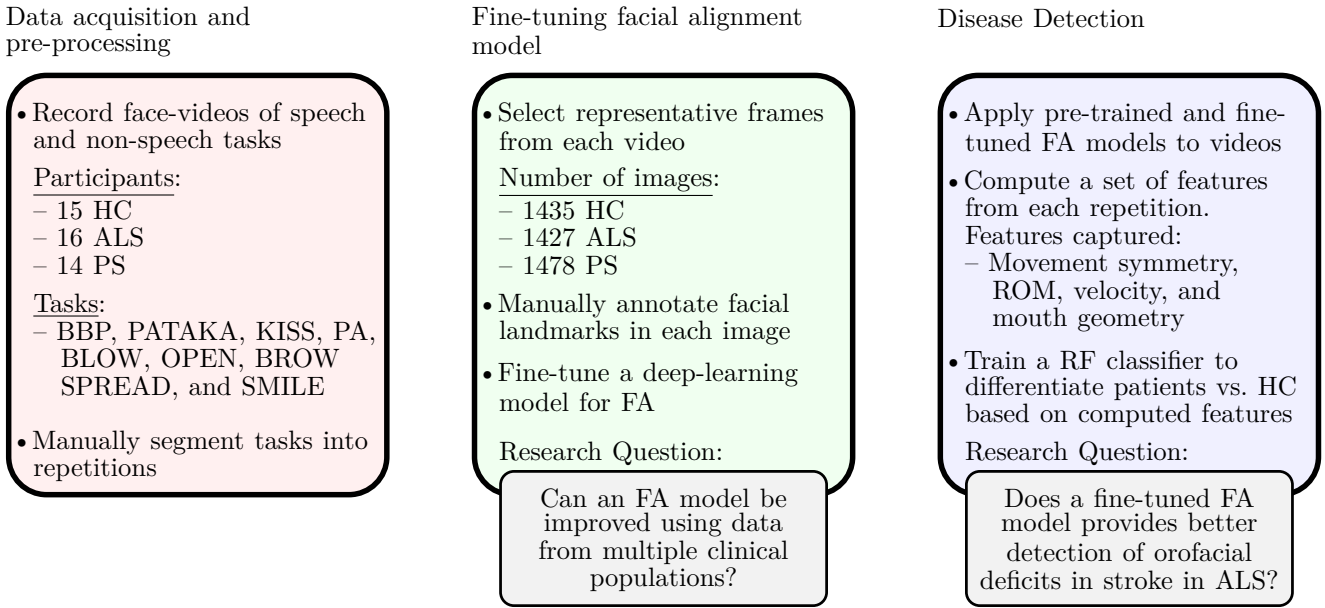 Data acquisition and
pre-processing
• Record face-videos of speech
and non-speech tasks
Participants:
– 15 HC
– 16 ALS
– 14 PS
Tasks:
– BBP, PATAKA, KISS, PA,
BLOW, OPEN, BROW
SPREAD, and SMILE
• Manually segment tasks into
repetitions
Fine-tuning facial alignment
model
• Select representative frames
from each video
Number of images:
– 1435 HC
– 1427 ALS
– 1478 PS
• Manually annotate facial
landmarks in each image
• Fine-tune a deep-learning
model for FA
Research Question:
Can an FA model be
improved using data
from multiple clinical
populations?
Disease Detection
• Apply pre-trained and fine-
tuned FA models to videos
• Compute a set of features
from each repetition.
Features captured:
– Movement symmetry,
ROM, velocity, and
mouth geometry
• Train a RF classifier to
differentiate patients vs. HC
based on computed features
Research Question:
Does a fine-tuned FA
model provides better
detection of orofacial
deficits in stroke in ALS?